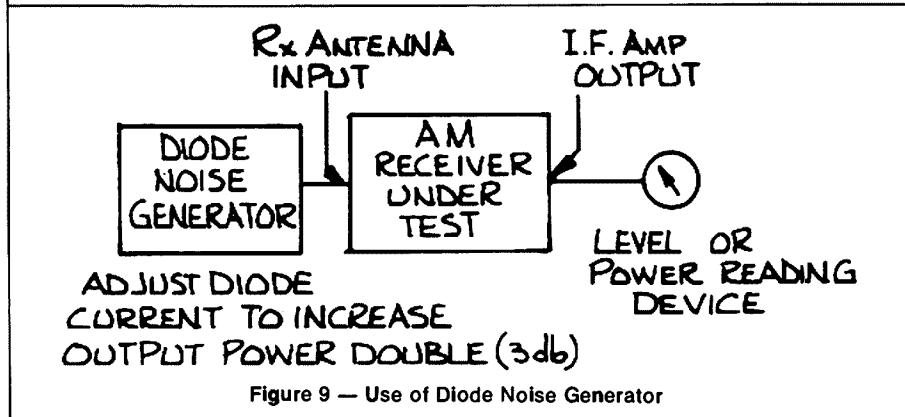 Rx ANTENNA
INPUT
I.F. AMP
OUTPUT
DIODE
NOISE
GENERATOR
AM
RECEIVER
UNDER
TEST
LEVEL OR
POWER READING
DEVICE
ADJUST DIODE
CURRENT TO INCREASE
OUTPUT POWER DOUBLE (3db)
Figure 9 — Use of Diode Noise Generator